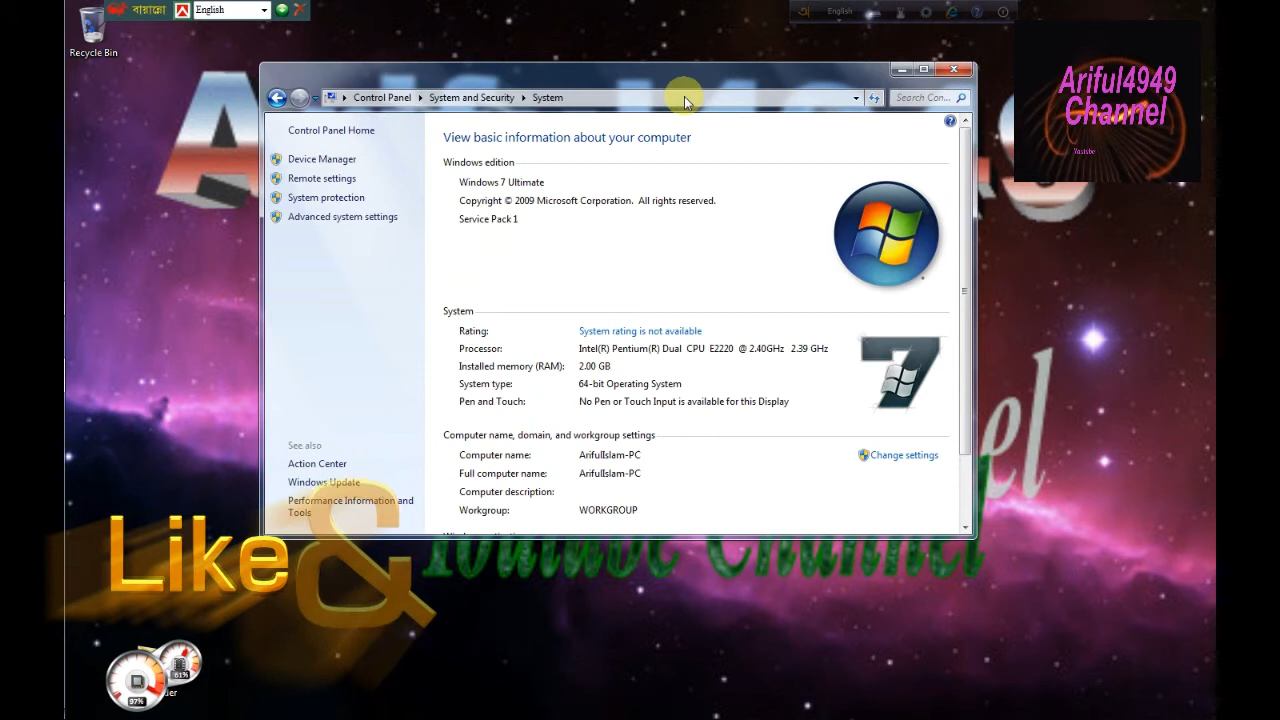 বায়ান্নো English
English
Recycle Bin
Ariful4949
Channel
Youtube
Control Panel System and Security System
Search Con...
Control Panel Home
Device Manager
Remote settings
System protection
Advanced system settings
See also
Action Center
Windows Update
Performance Information and
Tools
View basic information about your computer
Windows edition
Windows 7 Ultimate
Copyright © 2009 Microsoft Corporation. All rights reserved.
Service Pack 1
System
Rating: System rating is not available
Processor: Intel(R) Pentium(R) Dual CPU E2220 @ 2.40GHz 2.39 GHz
Installed memory (RAM): 2.00 GB
System type: 64-bit Operating System
Pen and Touch: No Pen or Touch Input is available for this Display
Computer name, domain, and workgroup settings
Computer name: ArifulIslam-PC
Change settings
Full computer name: ArifulIslam-PC
Computer description:
Workgroup: WORKGROUP
Like &
Youtube Channel
61%
97%